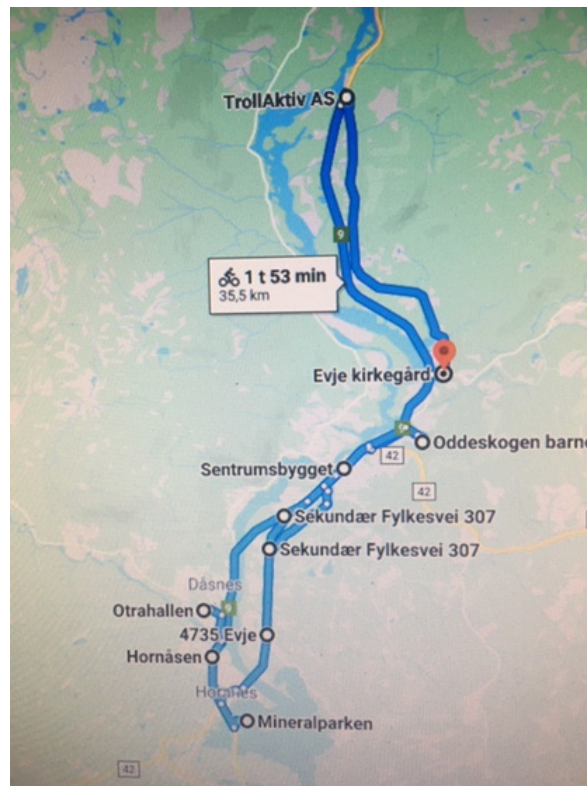 TrollAktiv AS
9
1 t 53 min
35,5 km
Evje kirkegård
9
Oddeskogen barne
42
Sentrumsbygget
42
Sekundær Fylkesvei 307
Sekundær Fylkesvei 307
Dåsnes
Otrahallen
9
4735 Evje
Hornåsen
Hornnes
Mineralparken
42